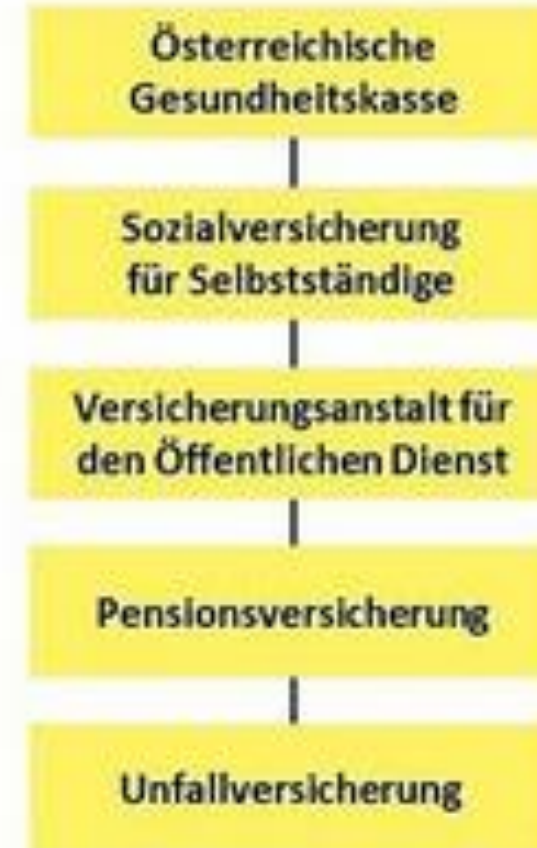 Österreichische
Gesundheitskasse
Sozialversicherung
für Selbstständige
Versicherungsanstalt für
den Öffentlichen Dienst
Pensionsversicherung
Unfallversicherung